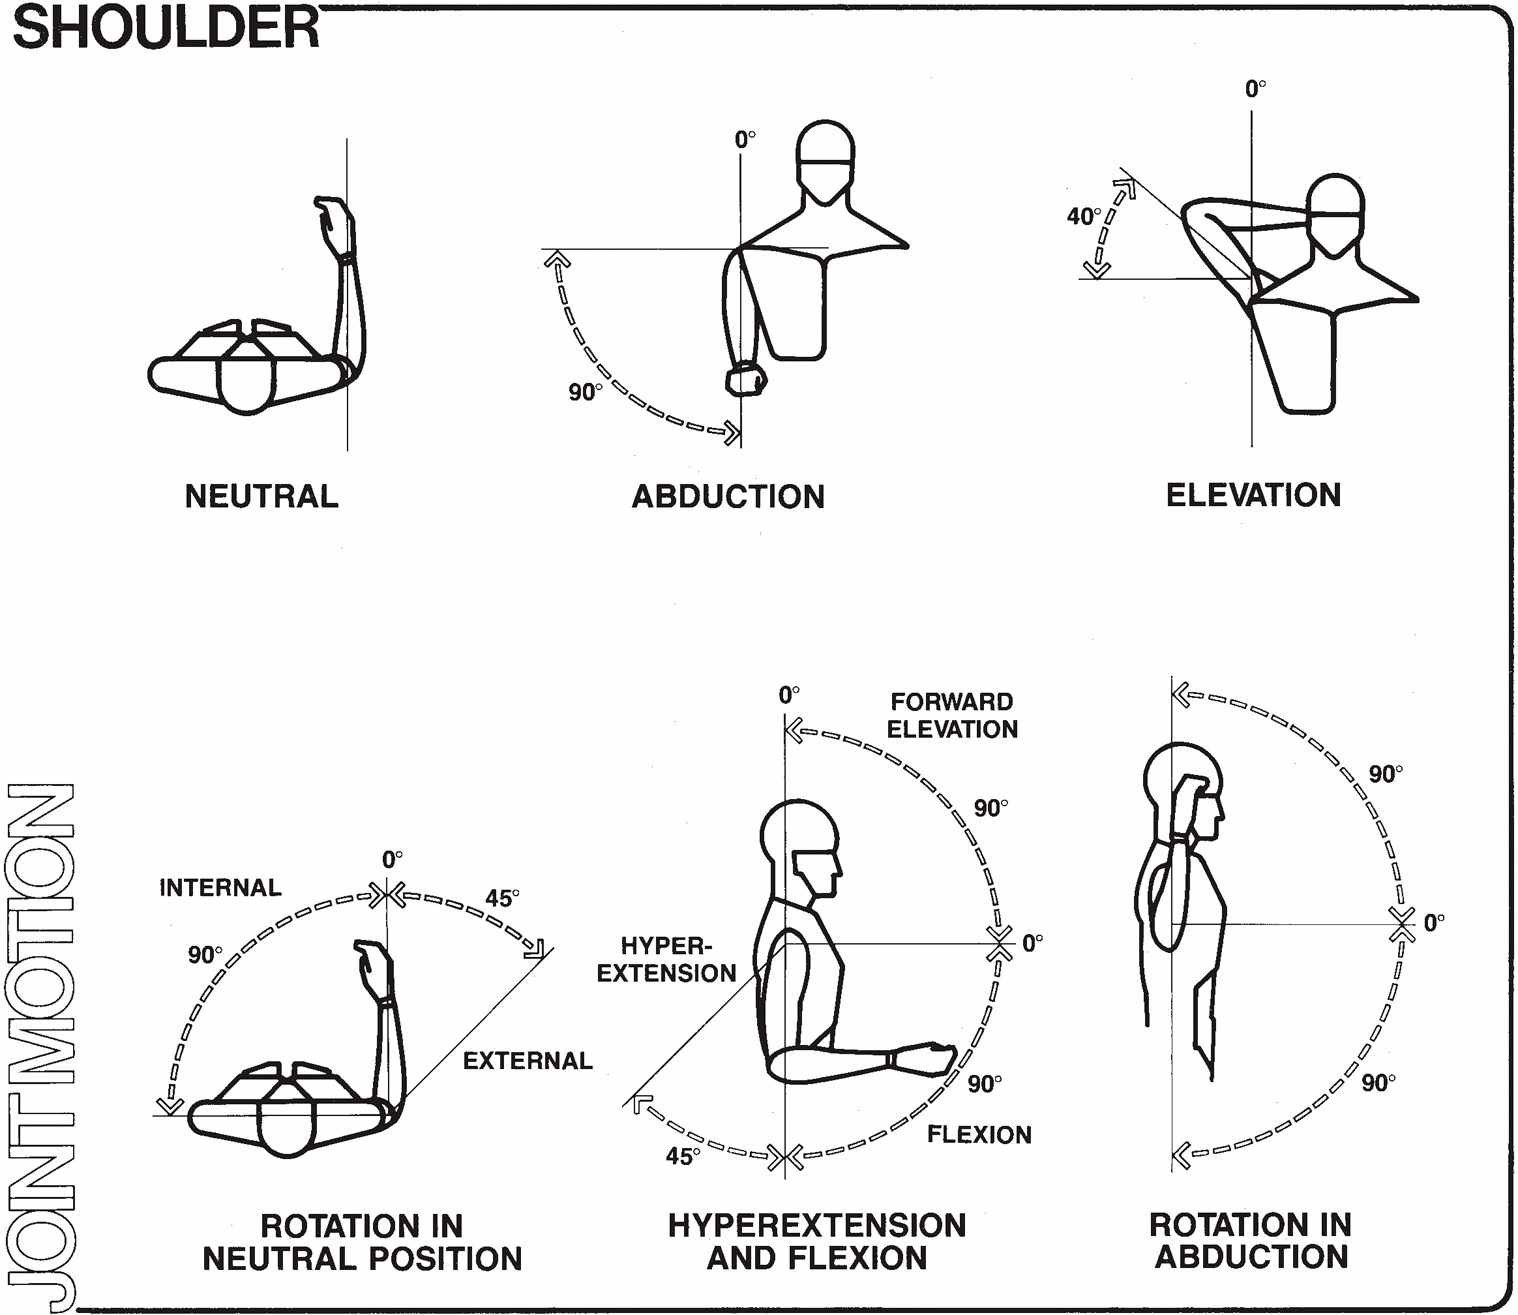 SHOULDER
0°
90°
0°
40°
NEUTRAL
ABDUCTION
ELEVATION
JOINT MOTION
0°
INTERNAL
90°
45°
EXTERNAL
ROTATION IN
NEUTRAL POSITION
0°
FORWARD
ELEVATION
90°
0°
HYPER-
EXTENSION
90°
FLEXION
45°
HYPEREXTENSION
AND FLEXION
90°
0°
90°
ROTATION IN
ABDUCTION